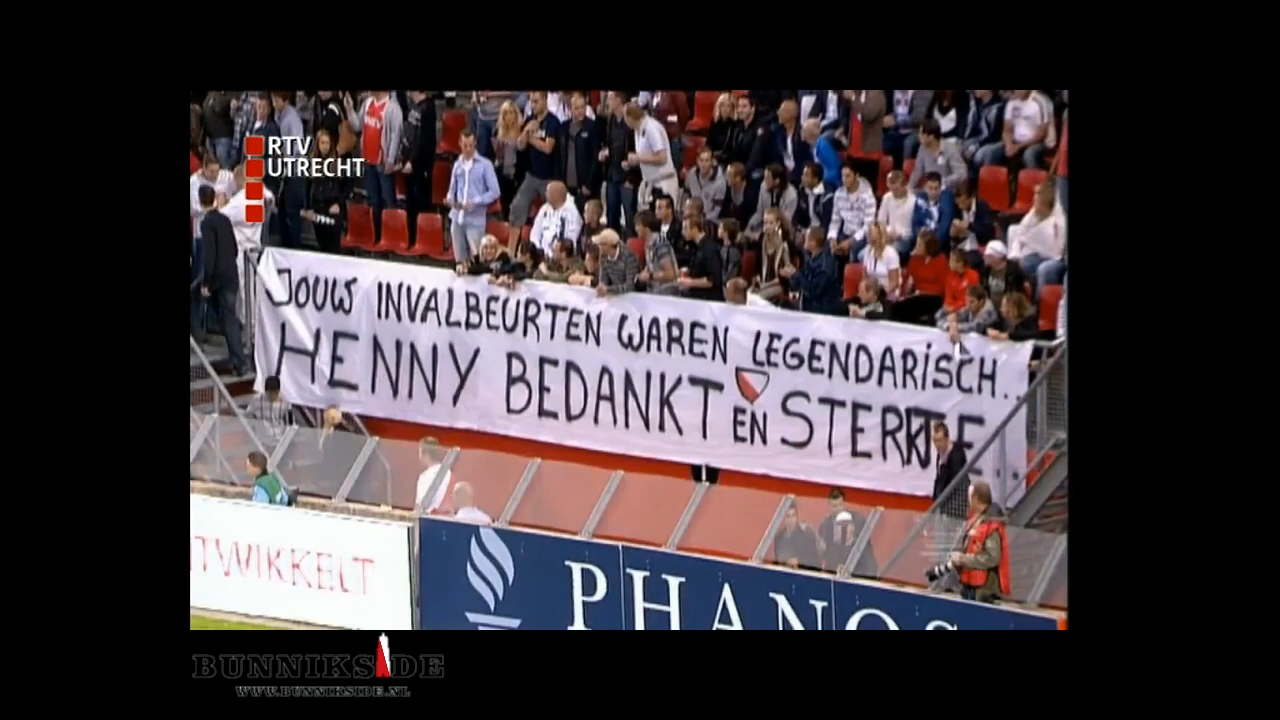 RTV
UTRECHT
JOUW INVALBEURTEN WAREN LEGENDARISCH..
HENNY BEDANKT EN STERKTE
TWIKKELT
PHANOS
BUNNIKSIDE
WWW.BUNNIKSIDE.NL